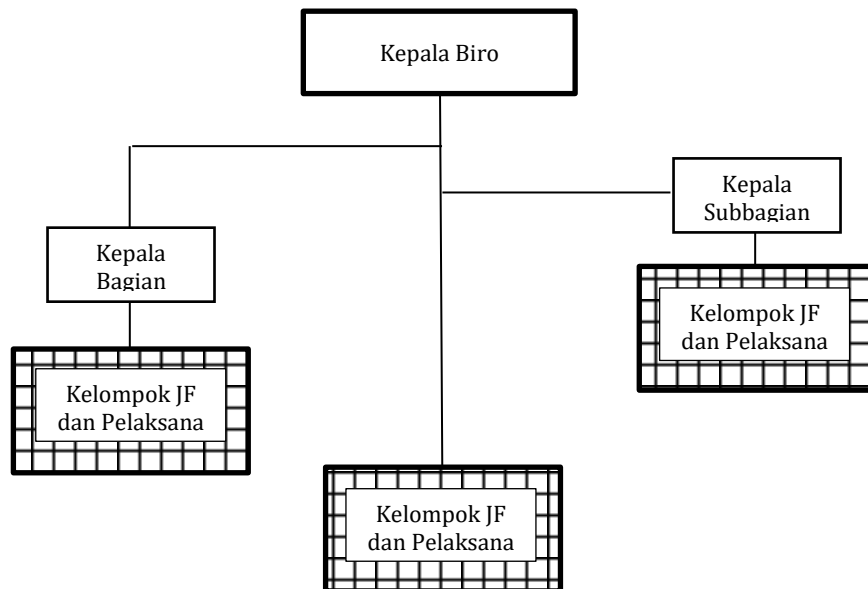 Kepala Biro
Kepala
Subbagian
Kepala
Bagian
Kelompok JF
dan Pelaksana
Kelompok JF
dan Pelaksana
Kelompok JF
dan Pelaksana